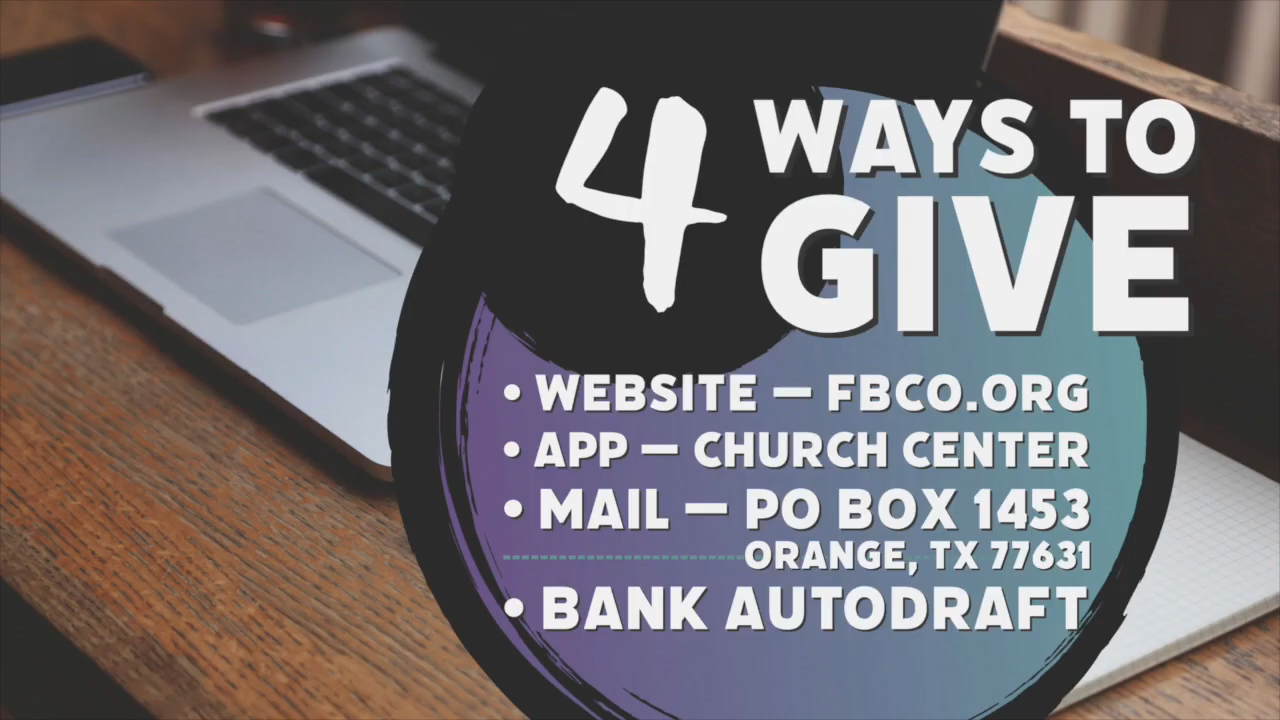 4 WAYS TO
GIVE
• WEBSITE — FBCO.ORG
• APP — CHURCH CENTER
• MAIL — PO BOX 1453
ORANGE, TX 77631
• BANK AUTODRAFT